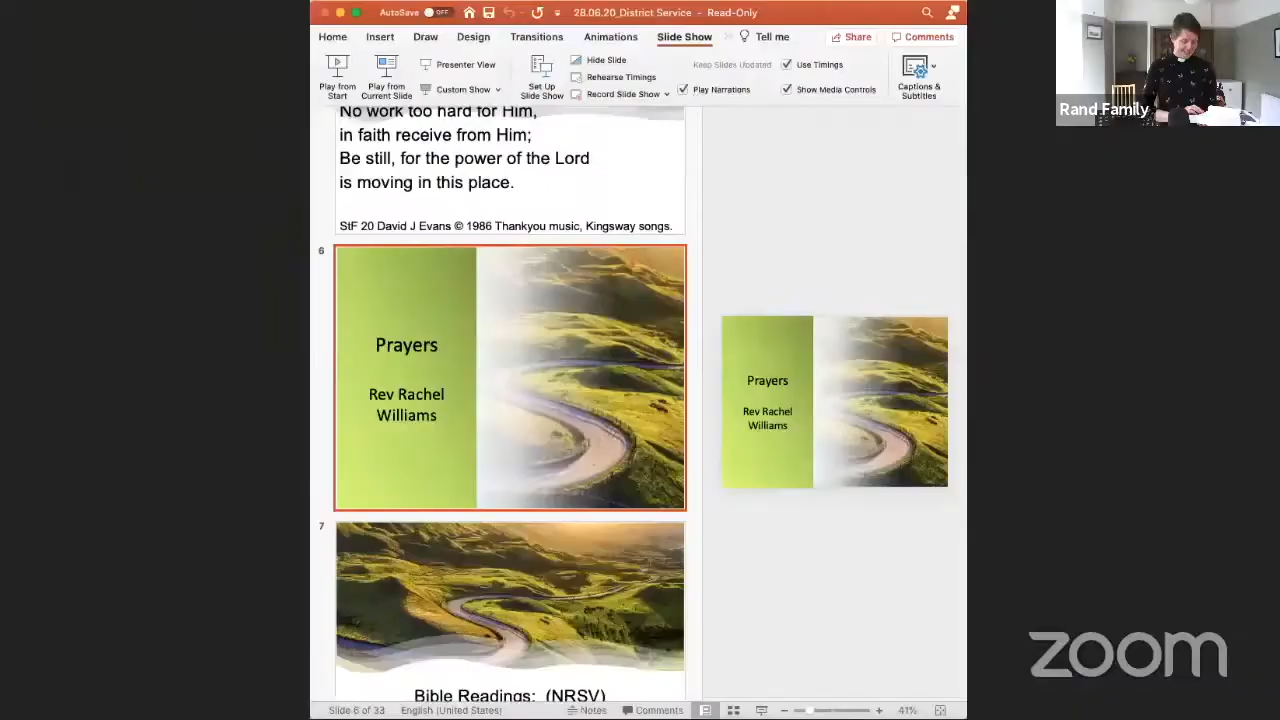 AutoSave OFF
28.06.20_District Service - Read-Only
Home Insert Draw Design Transitions Animations Slide Show Tell me Share Comments
Play from Start
Play from Current Slide
Presenter View
Custom Show
Set Up Slide Show
Hide Slide
Rehearse Timings
Record Slide Show
Keep Slides Updated
Play Narrations
Use Timings
Show Media Controls
Captions & Subtitles
Rand Family
No work too hard for Him,
in faith receive from Him;
Be still, for the power of the Lord
is moving in this place.
StF 20 David J Evans © 1986 Thankyou music, Kingsway songs.
6
Prayers
Rev Rachel
Williams
Prayers
Rev Rachel
Williams
7
Bible Readings: (NRSV)
Slide 6 of 33 English (United States) Notes Comments 41%
zoom